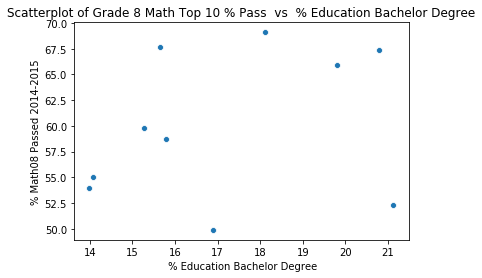 Scatterplot of Grade 8 Math Top 10 % Pass  vs  % Education Bachelor Degree
70.0
67.5
65.0
62.5
60.0
57.5
55.0
52.5
50.0
% Math08 Passed 2014-2015
14 15 16 17 18 19 20 21
% Education Bachelor Degree